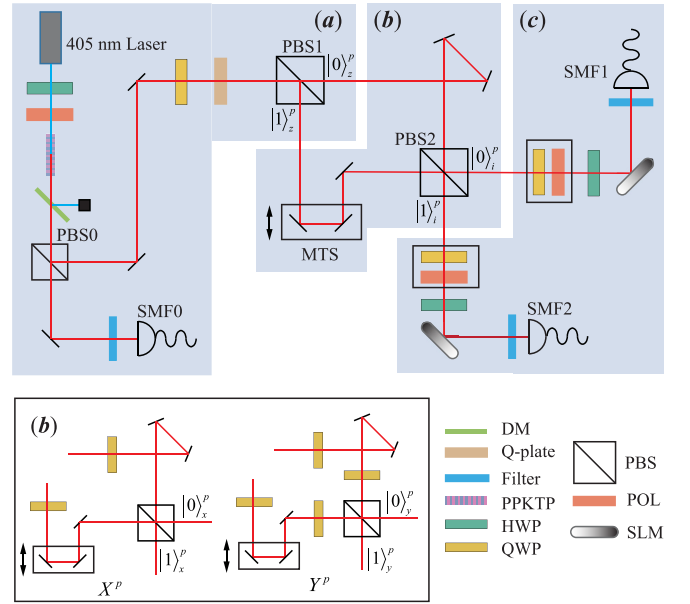 405 nm Laser
(a)
(b)
(c)
PBS1
|0⟩_z^p
|1⟩_z^p
SMF1
PBS2
|0⟩_i^p
|1⟩_i^p
PBS0
MTS
SMF0
SMF2
(b)
|0⟩_x^p
|1⟩_x^p
X^p
|0⟩_y^p
|1⟩_y^p
Y^p
DM
Q-plate
Filter
PPKTP
HWP
QWP
PBS
POL
SLM